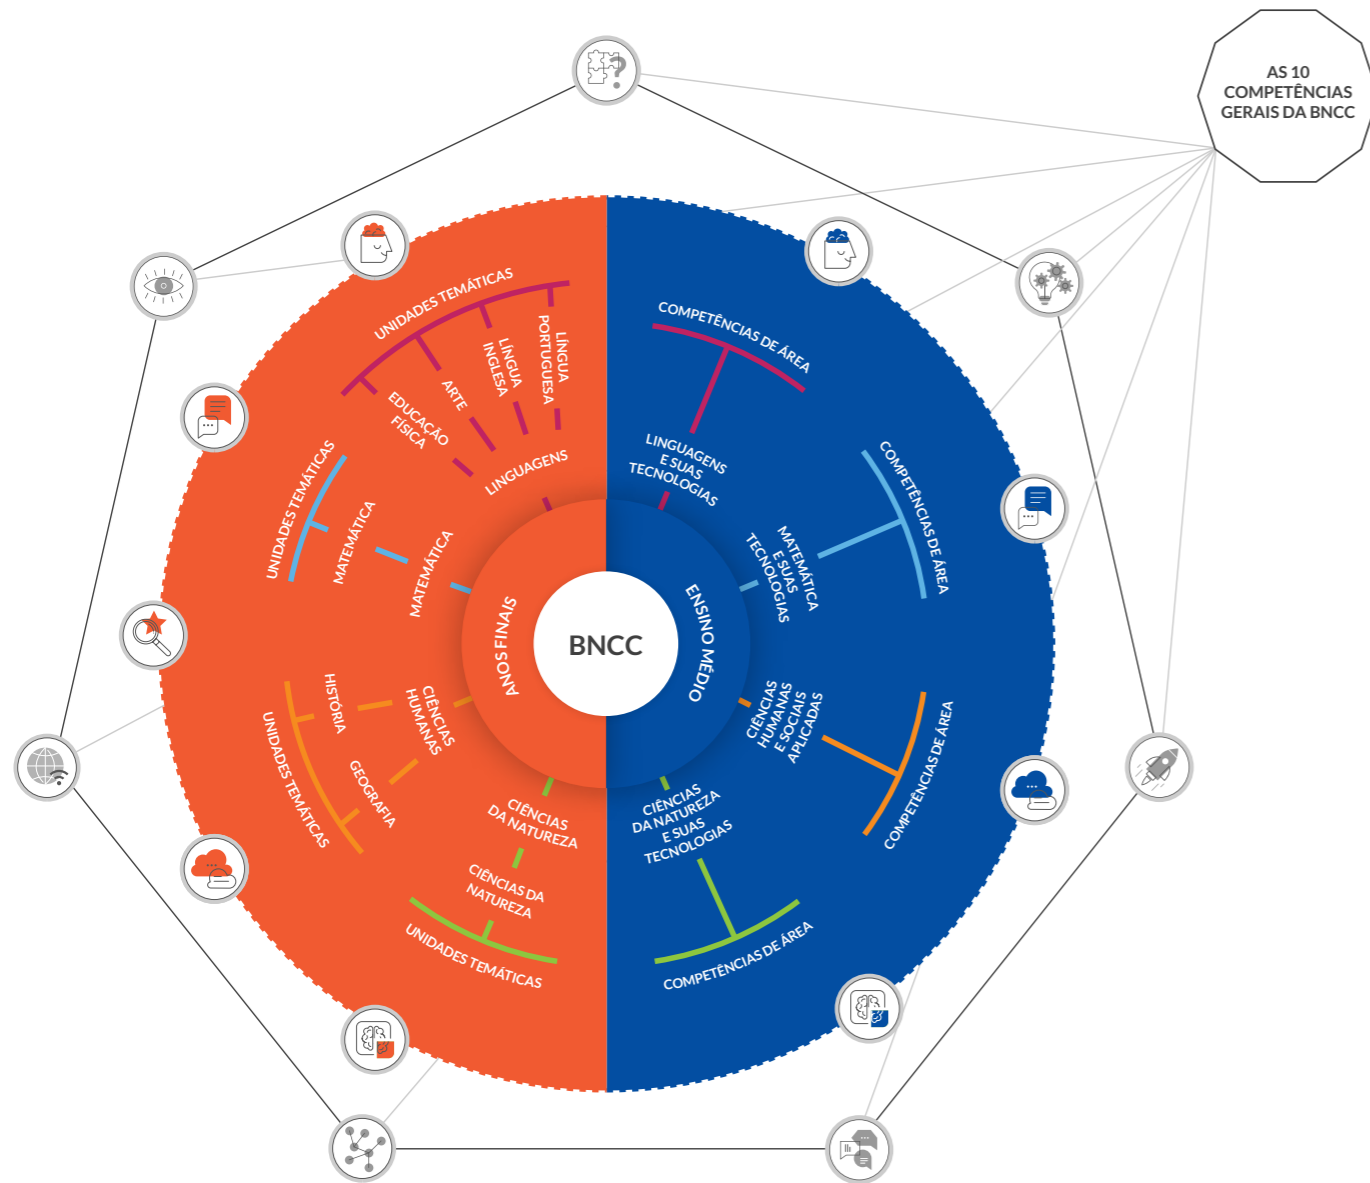 AS 10
COMPETÊNCIAS
GERAIS DA BNCC
BNCC
ANOS FINAIS
UNIDADES TEMÁTICAS
LÍNGUA
PORTUGUESA
LÍNGUA
INGLESA
ARTE
EDUCAÇÃO
FÍSICA
LINGUAGENS
UNIDADES TEMÁTICAS
MATEMÁTICA
MATEMÁTICA
UNIDADES TEMÁTICAS
HISTÓRIA
GEOGRAFIA
CIÊNCIAS
HUMANAS
CIÊNCIAS
DA NATUREZA
CIÊNCIAS DA
NATUREZA
UNIDADES TEMÁTICAS
ENSINO MÉDIO
COMPETÊNCIAS DE ÁREA
LINGUAGENS
E SUAS
TECNOLOGIAS
COMPETÊNCIAS DE ÁREA
MATEMÁTICA
E SUAS
TECNOLOGIAS
COMPETÊNCIAS DE ÁREA
CIÊNCIAS
HUMANAS
E SOCIAIS
APLICADAS
CIÊNCIAS
DA NATUREZA
E SUAS
TECNOLOGIAS
COMPETÊNCIAS DE ÁREA